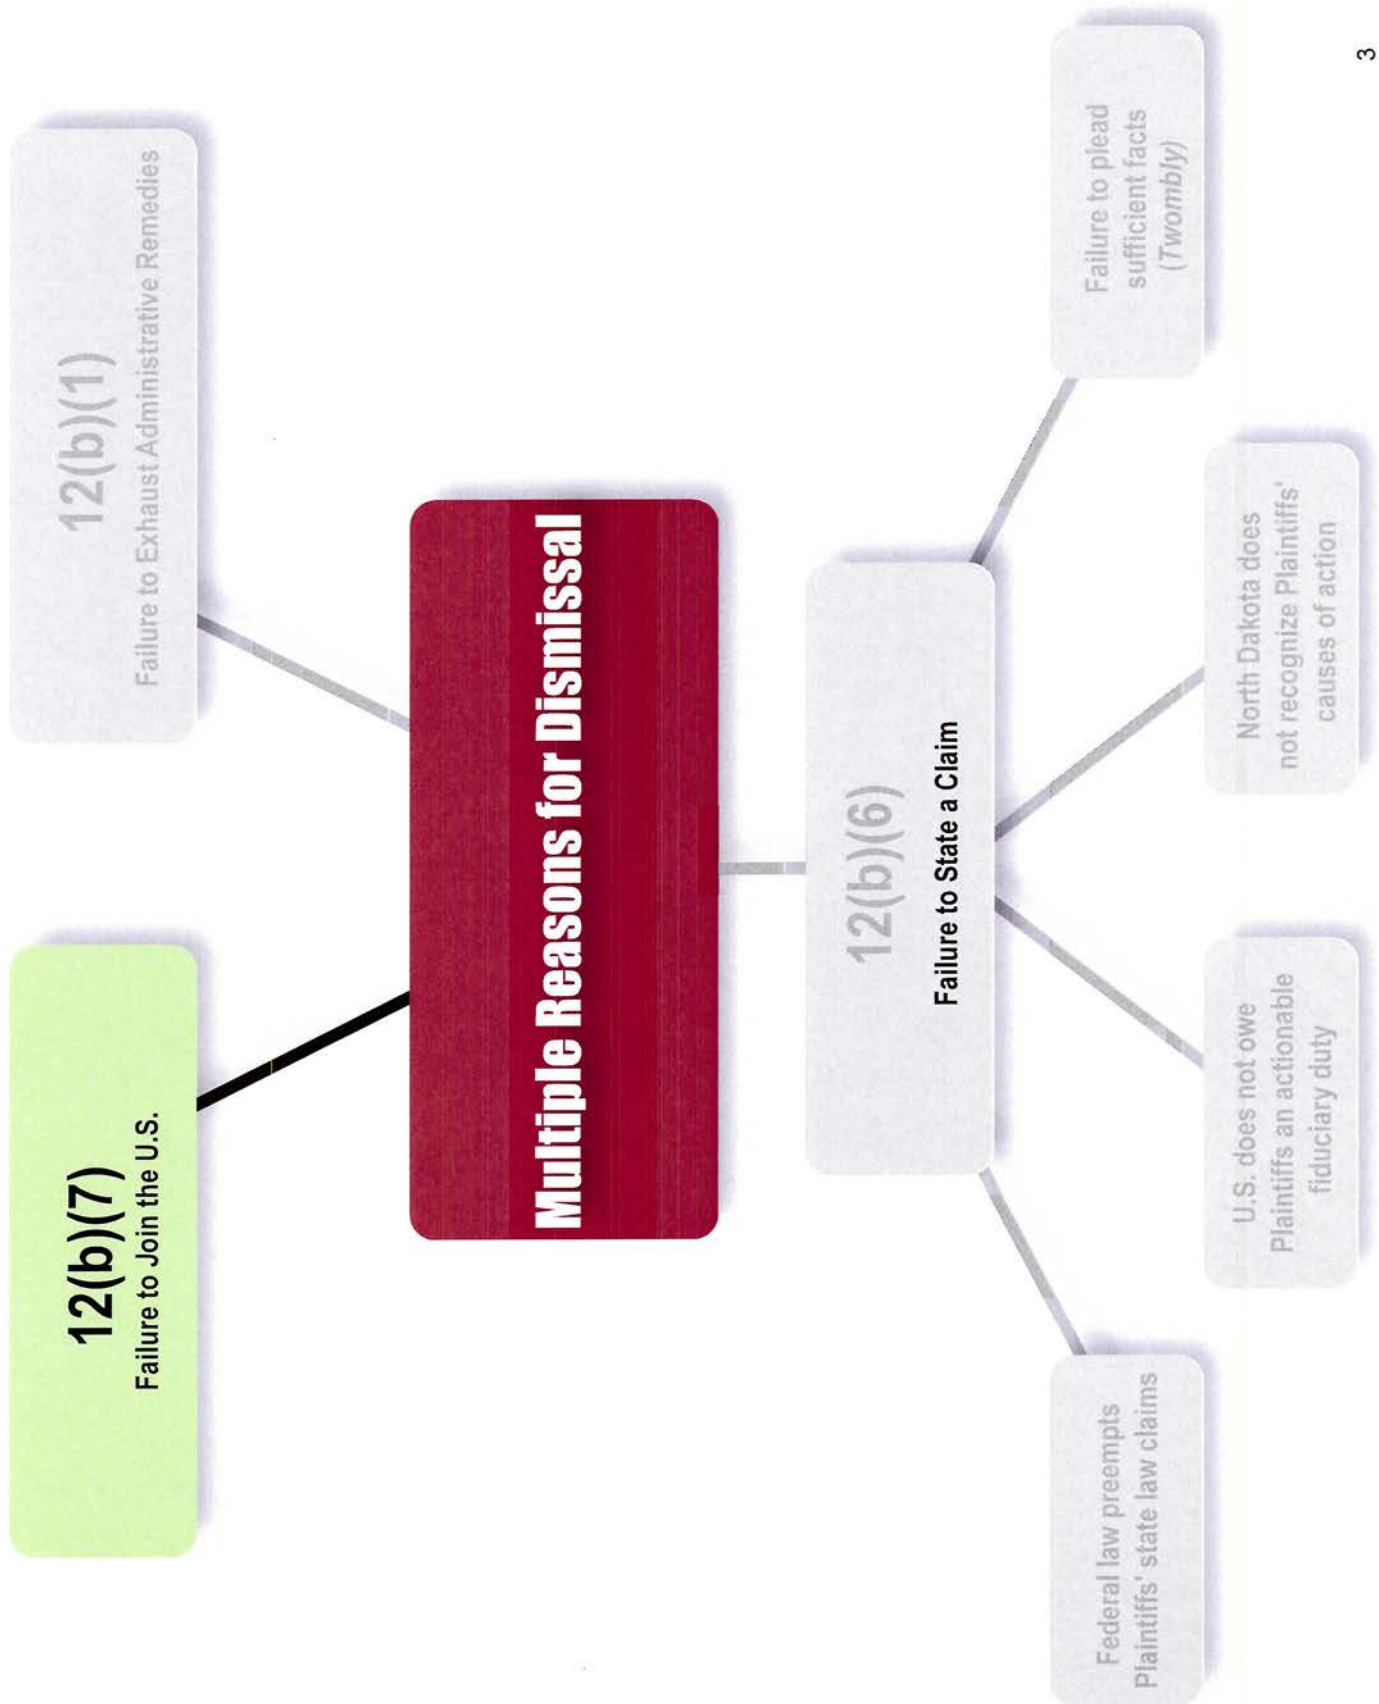 12(b)(7)
Failure to Join the U.S.
12(b)(1)
Failure to Exhaust Administrative Remedies
Multiple Reasons for Dismissal
12(b)(6)
Failure to State a Claim
Federal law preempts
Plaintiffs' state law claims
U.S. does not owe
Plaintiffs an actionable
fiduciary duty
North Dakota does
not recognize Plaintiffs'
causes of action
Failure to plead
sufficient facts
(Twombly)
3